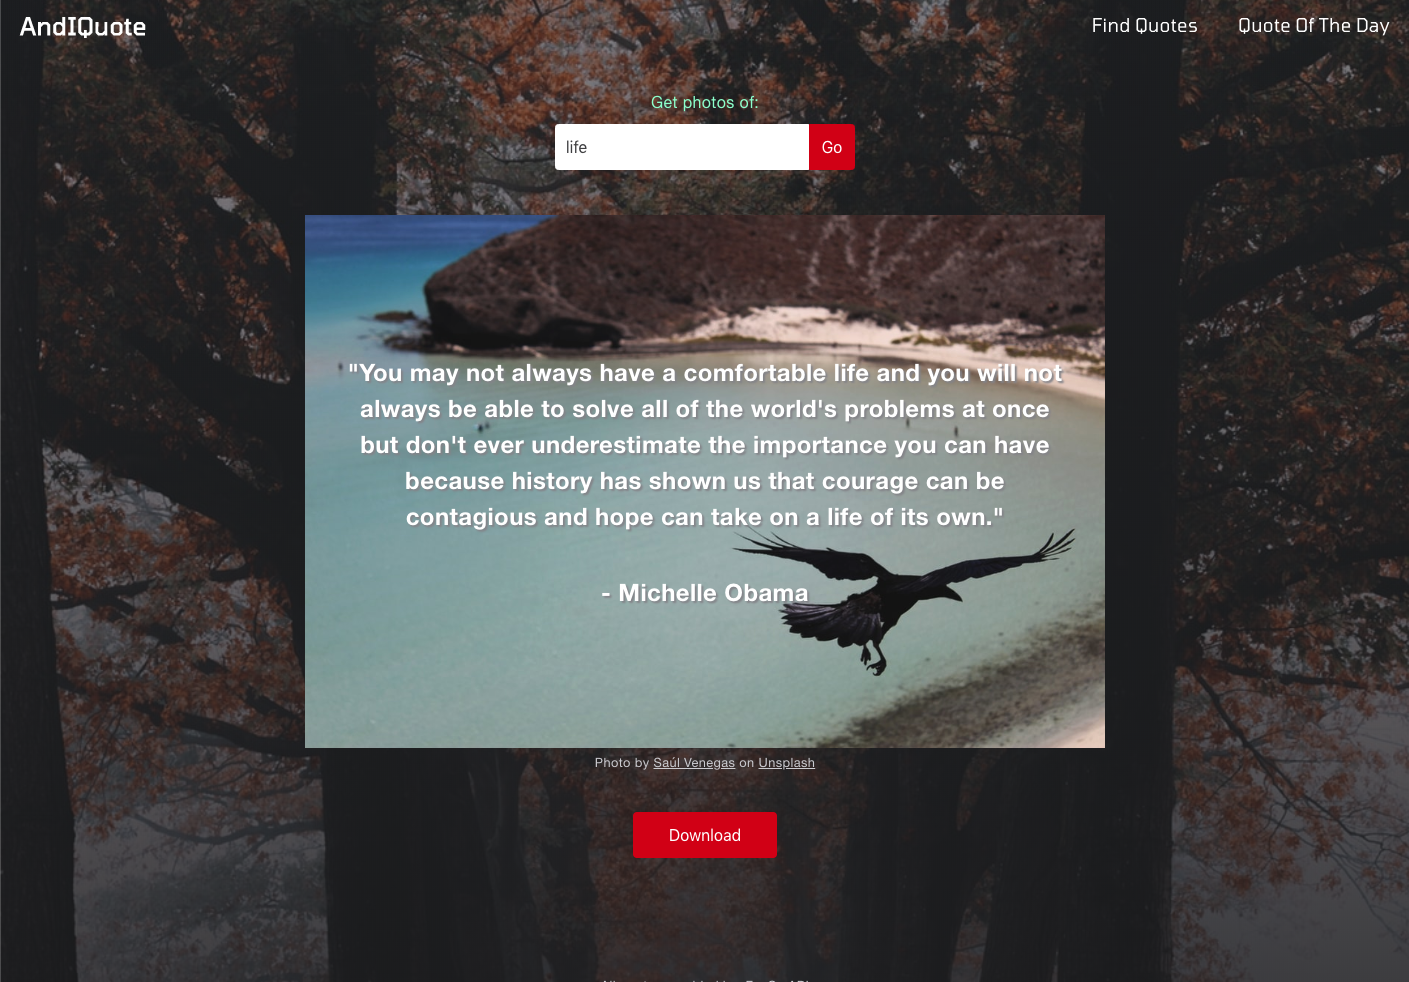 AndIQuote
Find Quotes
Quote Of The Day
Get photos of:
life
Go
"You may not always have a comfortable life and you will not
always be able to solve all of the world's problems at once
but don't ever underestimate the importance you can have
because history has shown us that courage can be
contagious and hope can take on a life of its own."
- Michelle Obama
Photo by Saúl Venegas on Unsplash
Download